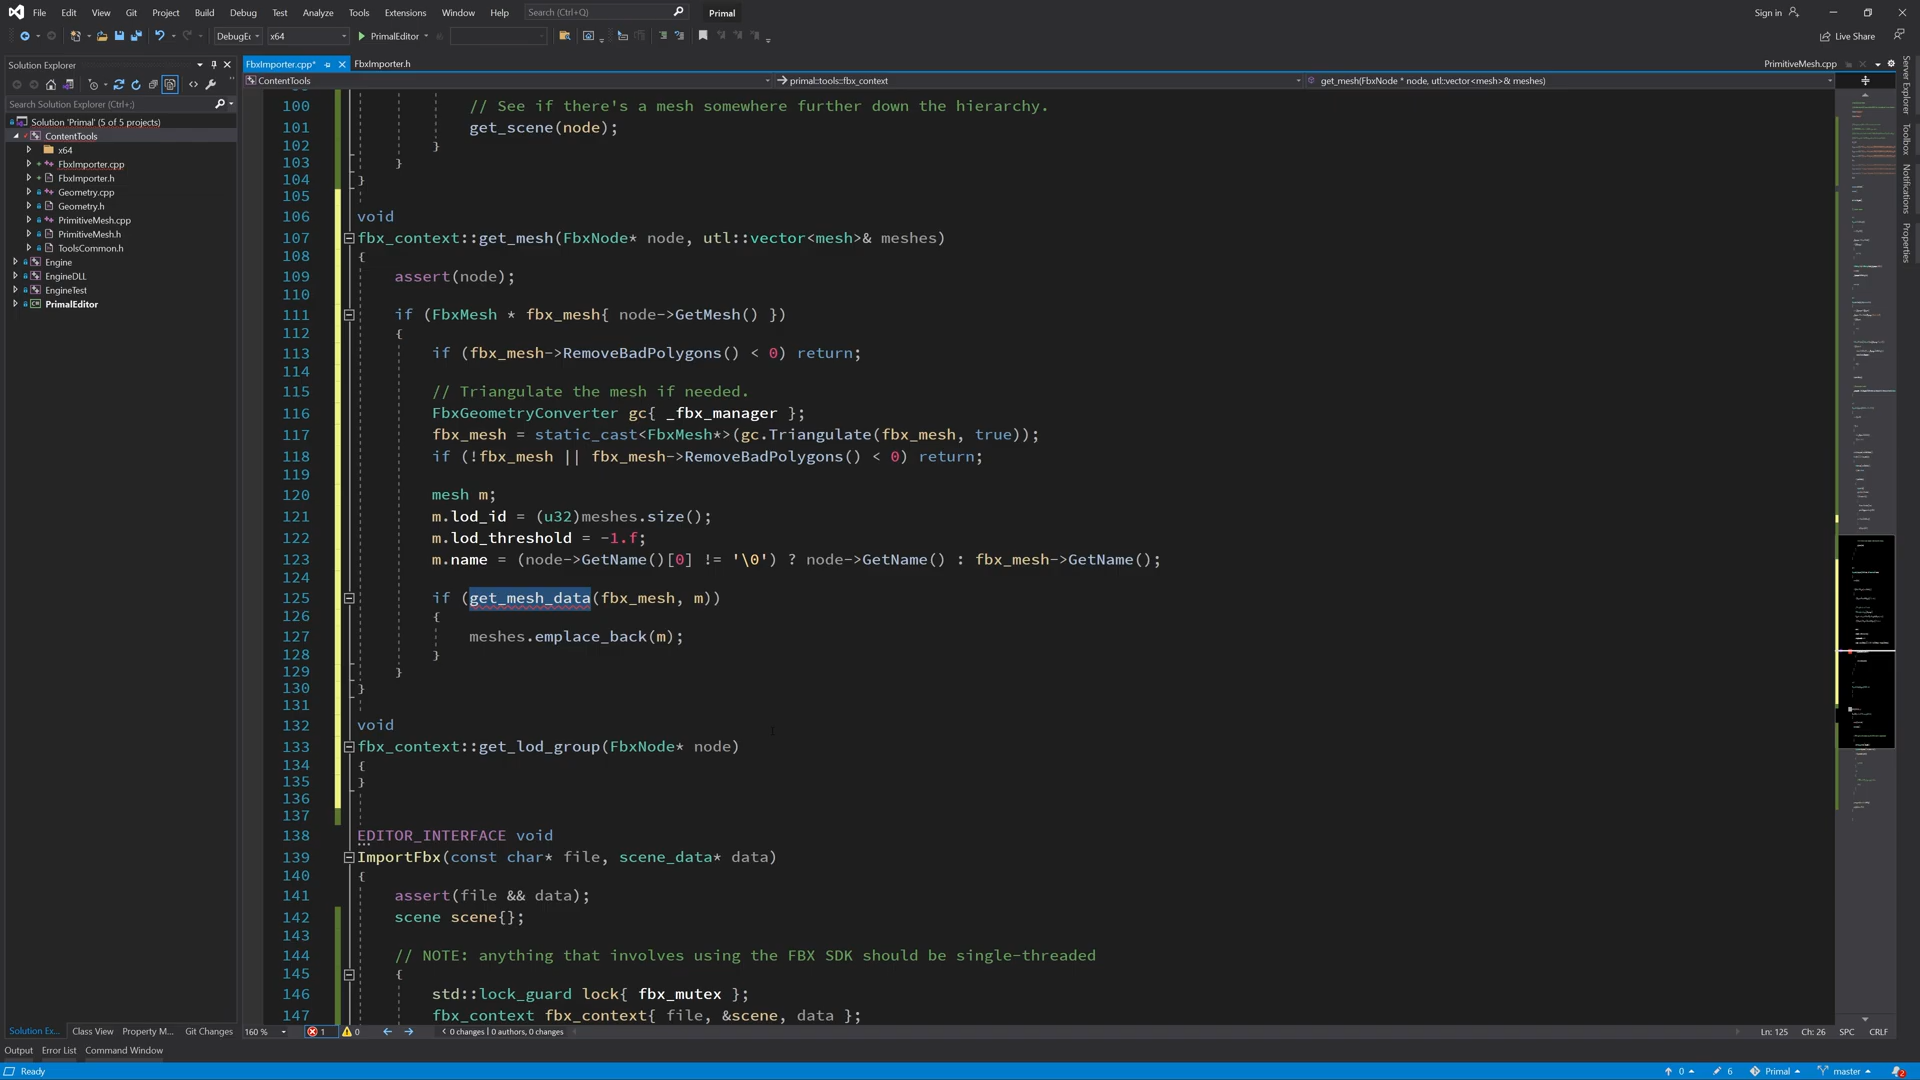 File Edit View Git Project Build Debug Test Analyze Tools Extensions Window Help Search (Ctrl+Q) Primal Sign in
DebugEc x64 PrimalEditor Live Share
Solution Explorer FbxImporter.cpp* FbxImporter.h PrimitiveMesh.cpp
ContentTools primal::tools::fbx_context get_mesh(FbxNode * node, utl::vector<mesh>& meshes)
Search Solution Explorer (Ctrl+;)
Solution 'Primal' (5 of 5 projects)
ContentTools
x64
FbxImporter.cpp
FbxImporter.h
Geometry.cpp
Geometry.h
PrimitiveMesh.cpp
PrimitiveMesh.h
ToolsCommon.h
Engine
EngineDLL
EngineTest
PrimalEditor
100 // See if there's a mesh somewhere further down the hierarchy.
101 get_scene(node);
102 }
103 }
104 }
105
106 void
107 fbx_context::get_mesh(FbxNode* node, utl::vector<mesh>& meshes)
108 {
109 assert(node);
110
111 if (FbxMesh * fbx_mesh{ node->GetMesh() })
112 {
113 if (fbx_mesh->RemoveBadPolygons() < 0) return;
114
115 // Triangulate the mesh if needed.
116 FbxGeometryConverter gc{ _fbx_manager };
117 fbx_mesh = static_cast<FbxMesh*>(gc.Triangulate(fbx_mesh, true));
118 if (!fbx_mesh || fbx_mesh->RemoveBadPolygons() < 0) return;
119
120 mesh m;
121 m.lod_id = (u32)meshes.size();
122 m.lod_threshold = -1.f;
123 m.name = (node->GetName()[0] != '\0') ? node->GetName() : fbx_mesh->GetName();
124
125 if (get_mesh_data(fbx_mesh, m))
126 {
127 meshes.emplace_back(m);
128 }
129 }
130 }
131
132 void
133 fbx_context::get_lod_group(FbxNode* node)
134 {
135 }
136
137
138 EDITOR_INTERFACE void
139 ImportFbx(const char* file, scene_data* data)
140 {
141 assert(file && data);
142 scene scene{};
143
144 // NOTE: anything that involves using the FBX SDK should be single-threaded
145 {
146 std::lock_guard lock{ fbx_mutex };
147 fbx_context fbx_context{ file, &scene, data };
Server Explorer
Toolbox
Notifications
Properties
Solution Ex... Class View Property M... Git Changes 160 % 1 0 0 changes | 0 authors, 0 changes Ln: 125 Ch: 26 SPC CRLF
Output Error List Command Window
Ready 0 6 Primal master 2